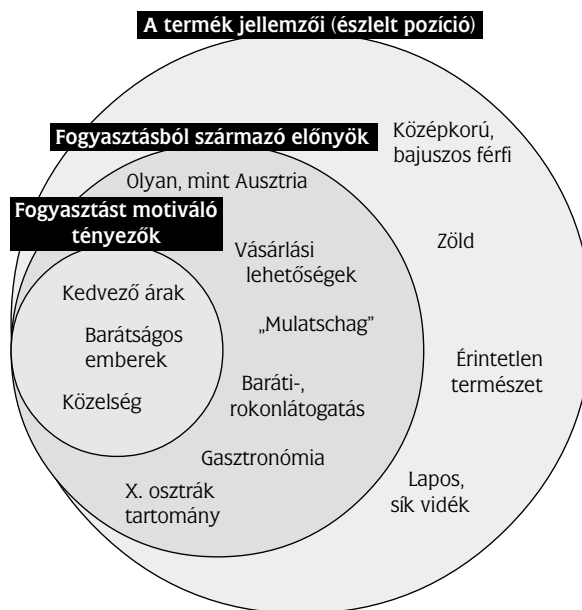 A termék jellemzői (észlelt pozíció)
Fogyasztásból származó előnyök
Középkorú,
bajuszos férfi
Olyan, mint Ausztria
Fogyasztást motiváló
tényezők
Vásárlási
lehetőségek
Zöld
Kedvező árak
„Mulatschag”
Barátságos
emberek
Érintetlen
természet
Közelség
Baráti-,
rokonlátogatás
Gasztronómia
Lapos,
sík vidék
X. osztrák
tartomány